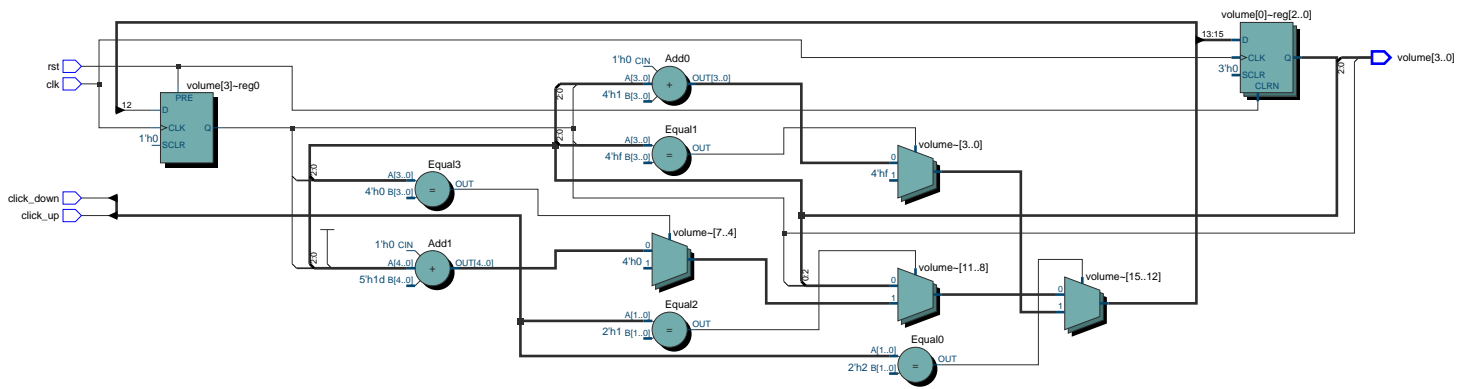 volume[0]~reg[2..0]
13:15
D
CLK
Q
3'h0
SCLR
CLRN
2:0
volume[3..0]
rst
clk
volume[3]~reg0
PRE
12
D
CLK
Q
1'h0
SCLR
Add0
1'h0 CIN
A[3..0]
OUT[3..0]
4'h1 B[3..0]
+
2:0
Equal1
2:0
A[3..0]
OUT
4'hf B[3..0]
=
volume~[3..0]
0
4'hf 1
Equal3
2:0
A[3..0]
OUT
4'h0 B[3..0]
=
click_down
click_up
volume~[7..4]
0
4'h0 1
Add1
1'h0 CIN
2:0
A[4..0]
OUT[4..0]
5'h1d B[4..0]
+
volume~[11..8]
0:2
0
1
volume~[15..12]
0
1
Equal2
A[1..0]
OUT
2'h1 B[1..0]
=
Equal0
A[1..0]
OUT
2'h2 B[1..0]
=